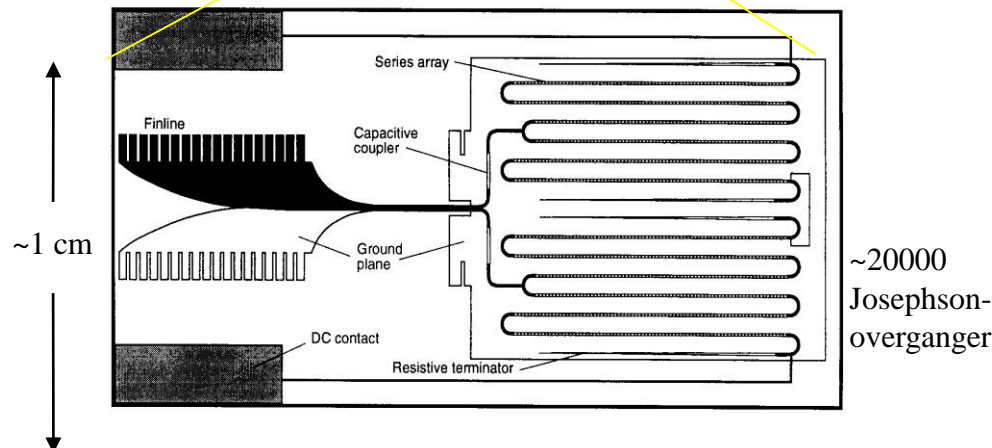 Series array
Finline
Capacitive
coupler
~1 cm
Ground
plane
~20000
Josephson-
overganger
DC contact
Resistive terminator